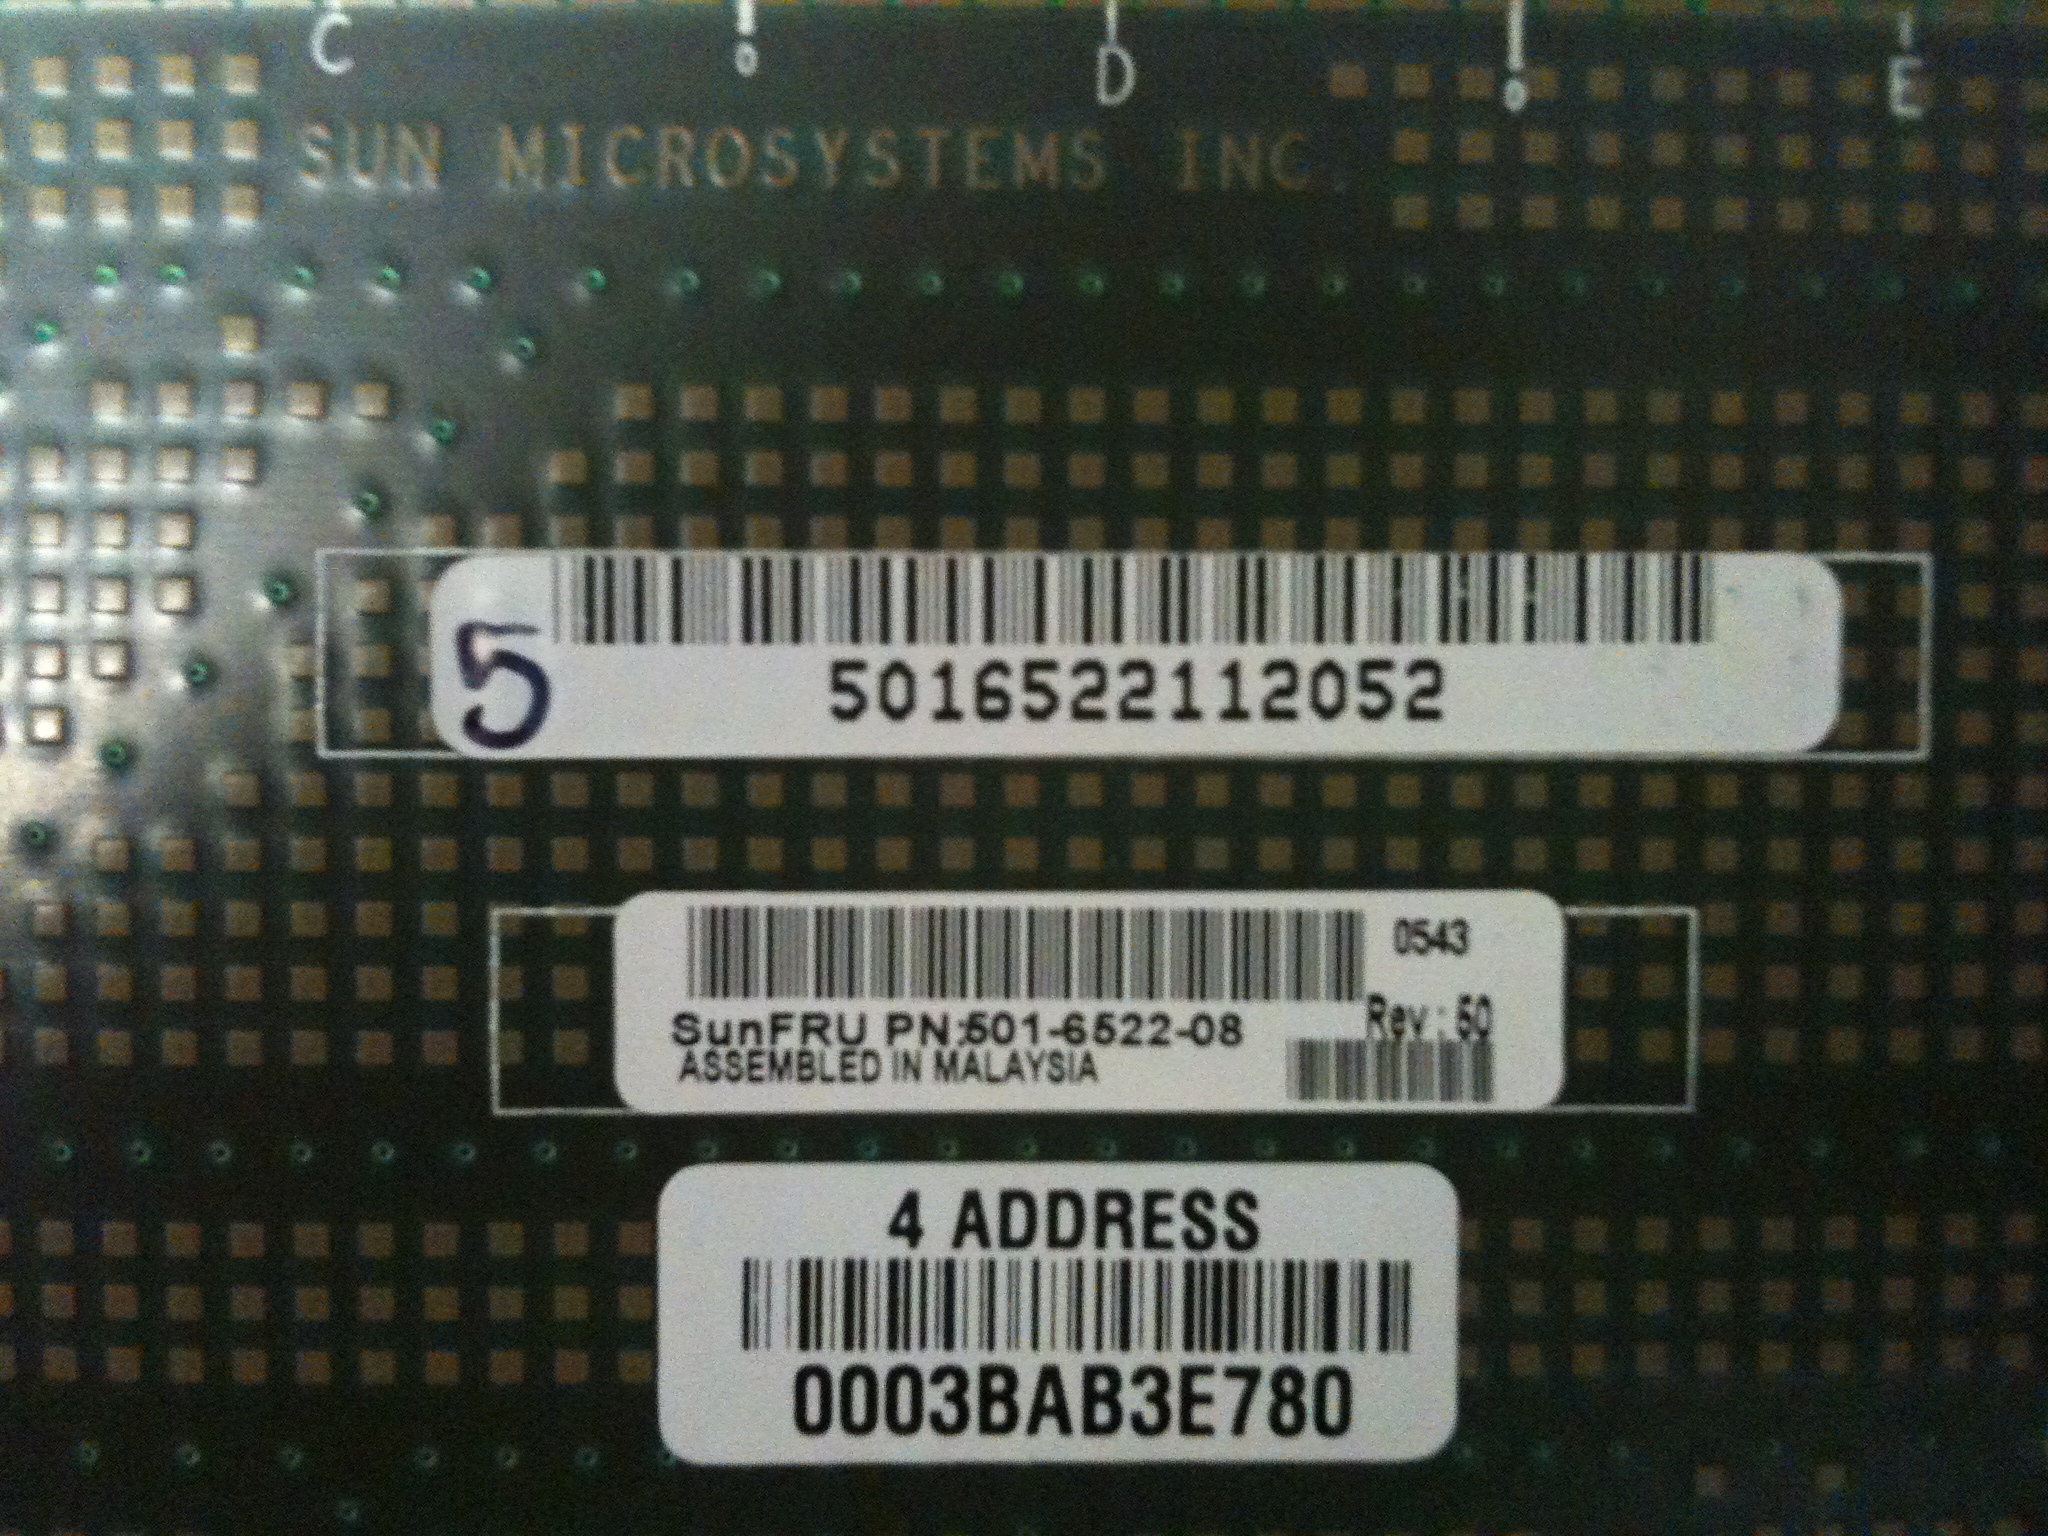 C D E
SUN MICROSYSTEMS INC.
5
5016522112052
0543
SunFRU PN:501-6522-08 Rev: 50
ASSEMBLED IN MALAYSIA
4 ADDRESS
0003BAB3E780